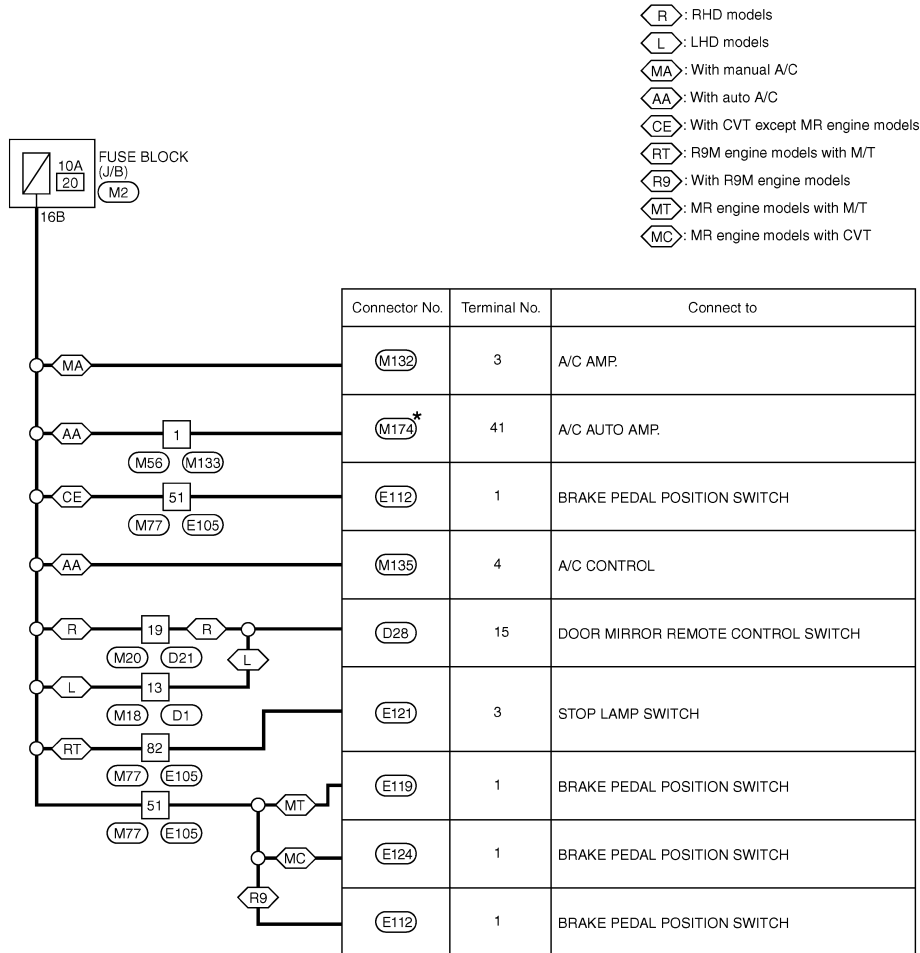 R : RHD models
L : LHD models
MA : With manual A/C
AA : With auto A/C
CE : With CVT except MR engine models
RT : R9M engine models with M/T
R9 : With R9M engine models
MT : MR engine models with M/T
MC : MR engine models with CVT
10A
20
FUSE BLOCK
(J/B)
M2
16B
Connector No. Terminal No. Connect to
MA M132 3 A/C AMP.
AA 1 M174* 41 A/C AUTO AMP.
M56 M133
CE 51 E112 1 BRAKE PEDAL POSITION SWITCH
M77 E105
AA M135 4 A/C CONTROL
R 19 R D28 15 DOOR MIRROR REMOTE CONTROL SWITCH
M20 D21 L
L 13
M18 D1 E121 3 STOP LAMP SWITCH
RT 82
M77 E105
E119 1 BRAKE PEDAL POSITION SWITCH
51 MT
M77 E105
MC E124 1 BRAKE PEDAL POSITION SWITCH
R9
E112 1 BRAKE PEDAL POSITION SWITCH